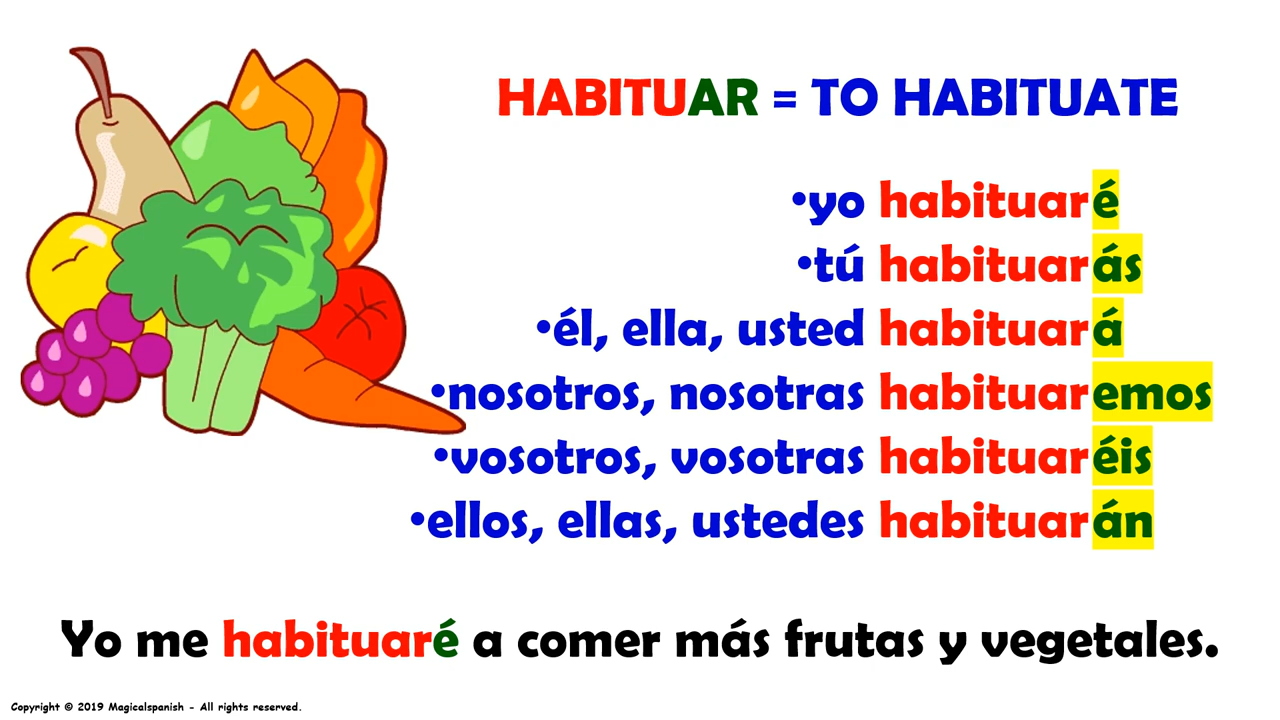 HABITUAR = TO HABITUATE
•yo habituaré
•tú habituarás
•él, ella, usted habituará
•nosotros, nosotras habituaremos
•vosotros, vosotras habituaréis
•ellos, ellas, ustedes habituarán
Yo me habituaré a comer más frutas y vegetales.
Copyright © 2019 Magicalspanish - All rights reserved.